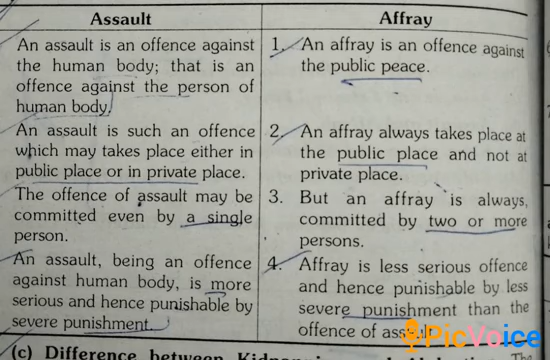 Assault
Affray
An assault is an offence against
the human body; that is an
offence against the person of
human body.
1. An affray is an offence against
the public peace.
An assault is such an offence
which may takes place either in
public place or in private place.
2. An affray always takes place at
the public place and not at
private place.
The offence of assault may be
committed even by a single
person.
3. But an affray is always,
committed by two or more
persons.
An assault, being an offence
against human body, is more
serious and hence punishable by
severe punishment.
4. Affray is less serious offence
and hence punishable by less
severe punishment than the
offence of assault
PicVoice
(c) Difference between
The